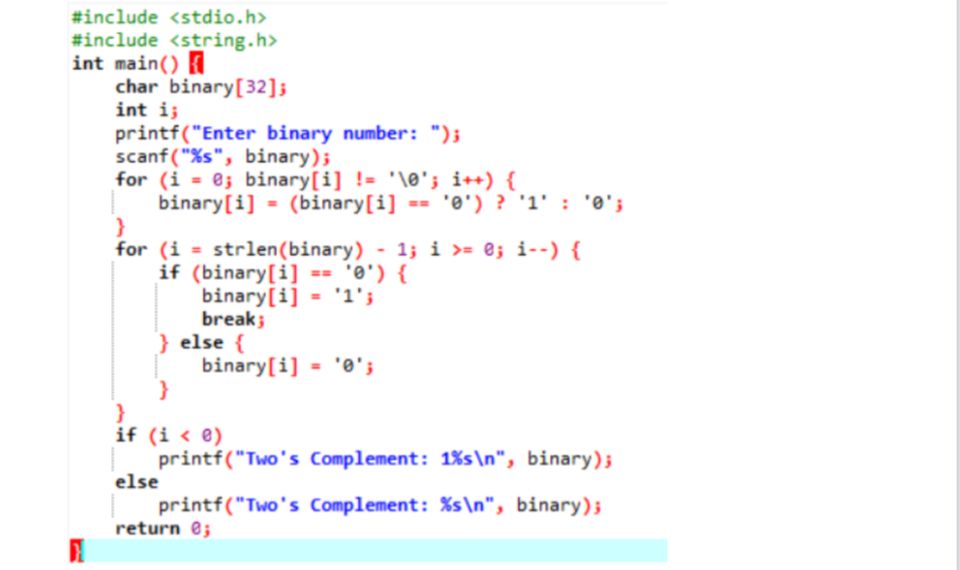 #include <stdio.h>
#include <string.h>
int main() {
    char binary[32];
    int i;
    printf("Enter binary number: ");
    scanf("%s", binary);
    for (i = 0; binary[i] != '\0'; i++) {
        binary[i] = (binary[i] == '0') ? '1' : '0';
    }
    for (i = strlen(binary) - 1; i >= 0; i--) {
        if (binary[i] == '0') {
            binary[i] = '1';
            break;
        } else {
            binary[i] = '0';
        }
    }
    if (i < 0)
        printf("Two's Complement: 1%s\n", binary);
    else
        printf("Two's Complement: %s\n", binary);
    return 0;
}